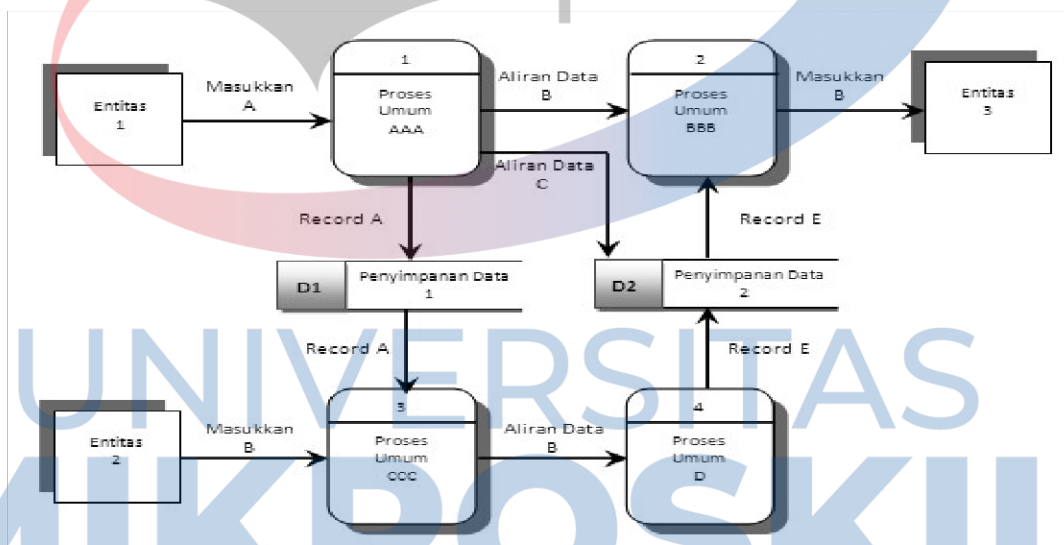 1
2
Entitas
1
Masukkan
A
Proses
Umum
AAA
Aliran Data
B
Proses
Umum
BBB
Masukkan
B
Entitas
3
Aliran Data
C
Record A
Record E
D1
Penyimpanan Data
1
D2
Penyimpanan Data
2
Record A
Record E
3
4
Entitas
2
Masukkan
B
Proses
Umum
CCC
Aliran Data
B
Proses
Umum
D
UNIVERSITAS
MIKROSKIL